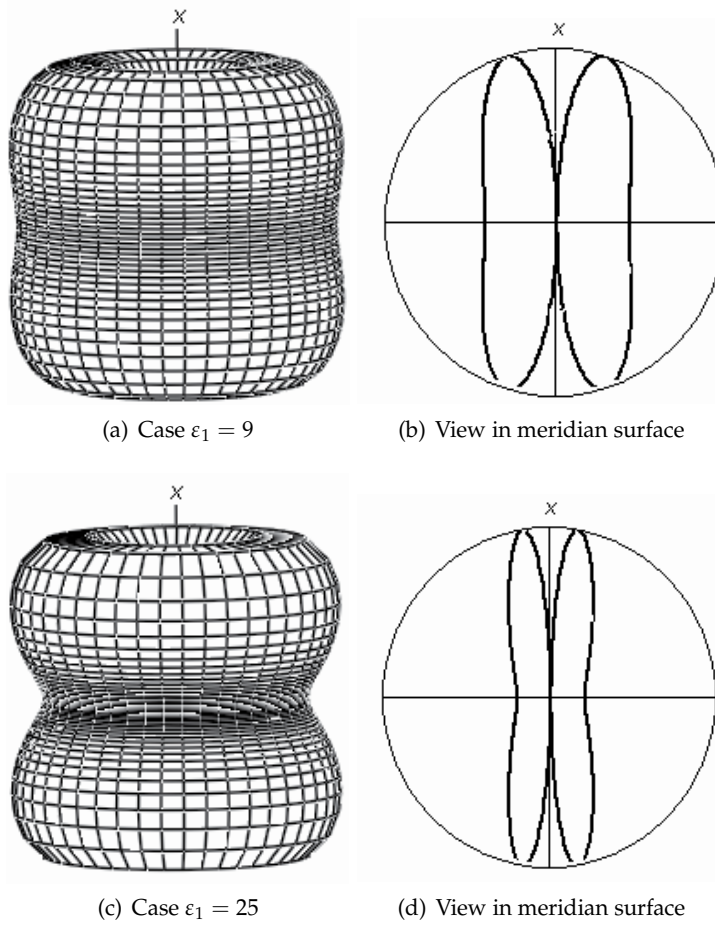 x
x
(a) Case ε₁ = 9
(b) View in meridian surface
x
x
(c) Case ε₁ = 25
(d) View in meridian surface